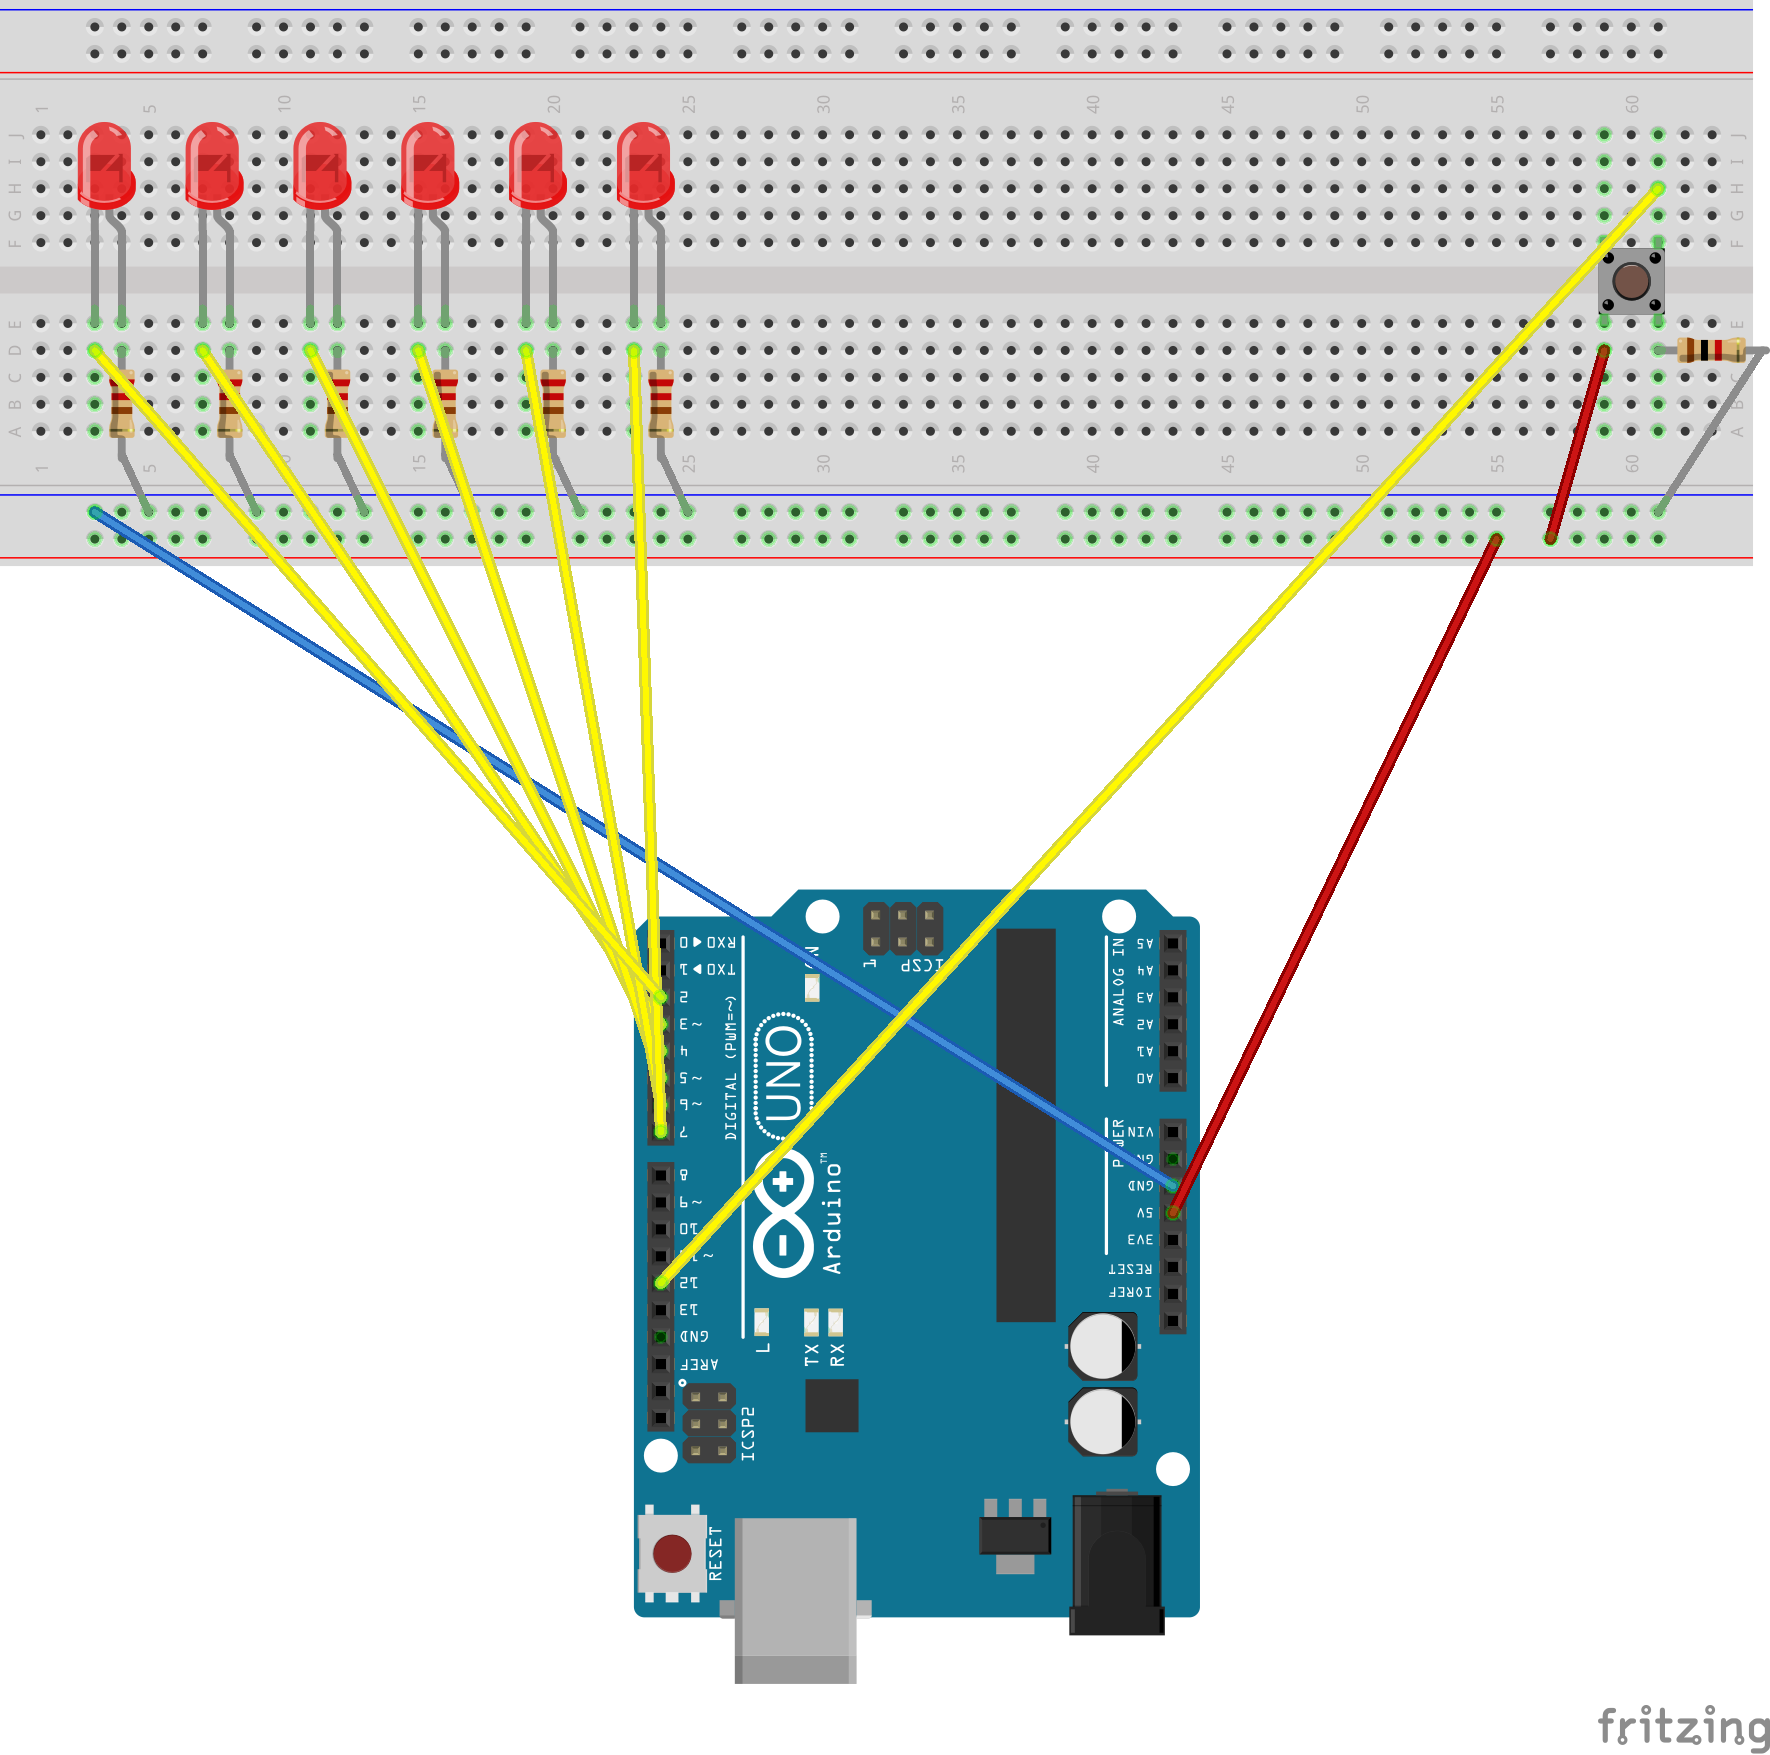 1 5 10 15 20 25 30 35 40 45 50 55 60
J J
I I
H H
G G
F F
E E
D
C C
B B
A A
1 5 10 15 20 25 30 35 40 45 50 55 60
RX0 ◀ 0
TX0 ▶ 1
2
~ 3
4
~ 5
~ 6
7
8
~ 9
10
~ 11
12
13
GND
AREF
DIGITAL (PWM=~)
ON
1
ICSP
UNO
Arduino™
ANALOG IN
A5
A4
A3
A2
A1
A0
POWER
VIN
GND
GND
5V
3V3
RESET
IOREF
L
TX
RX
ICSP2
RESET
fritzing